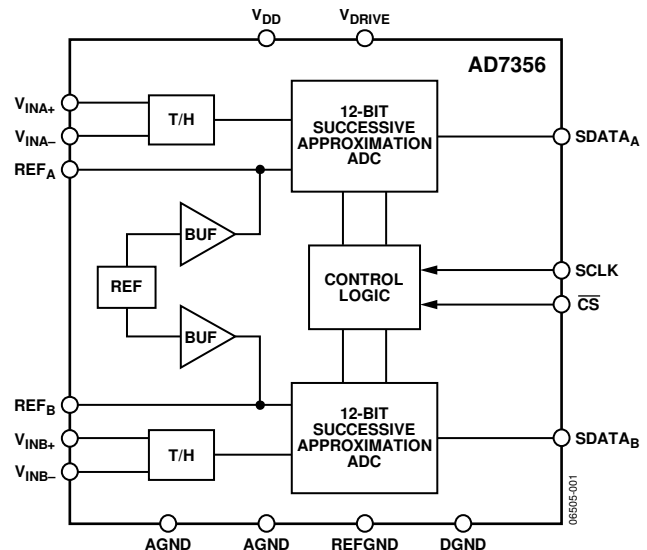 VDD VDRIVE
AD7356
VINA+
VINA–
REFA
T/H
12-BIT
SUCCESSIVE
APPROXIMATION
ADC
SDATAA
BUF
REF
BUF
CONTROL
LOGIC
SCLK
CS
REFB
VINB+
VINB–
T/H
12-BIT
SUCCESSIVE
APPROXIMATION
ADC
SDATAB
06505-001
AGND AGND REFGND DGND